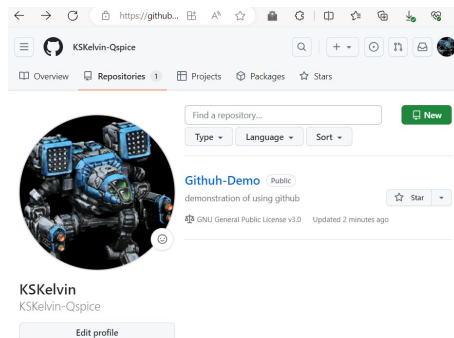 https://github...
KSKelvin-Qspice
Overview Repositories 1 Projects Packages Stars
Find a repository...
New
Type Language Sort
Githuh-Demo Public
demonstration of using github
Star
GNU General Public License v3.0 Updated 2 minutes ago
KSKelvin
KSKelvin-Qspice
Edit profile